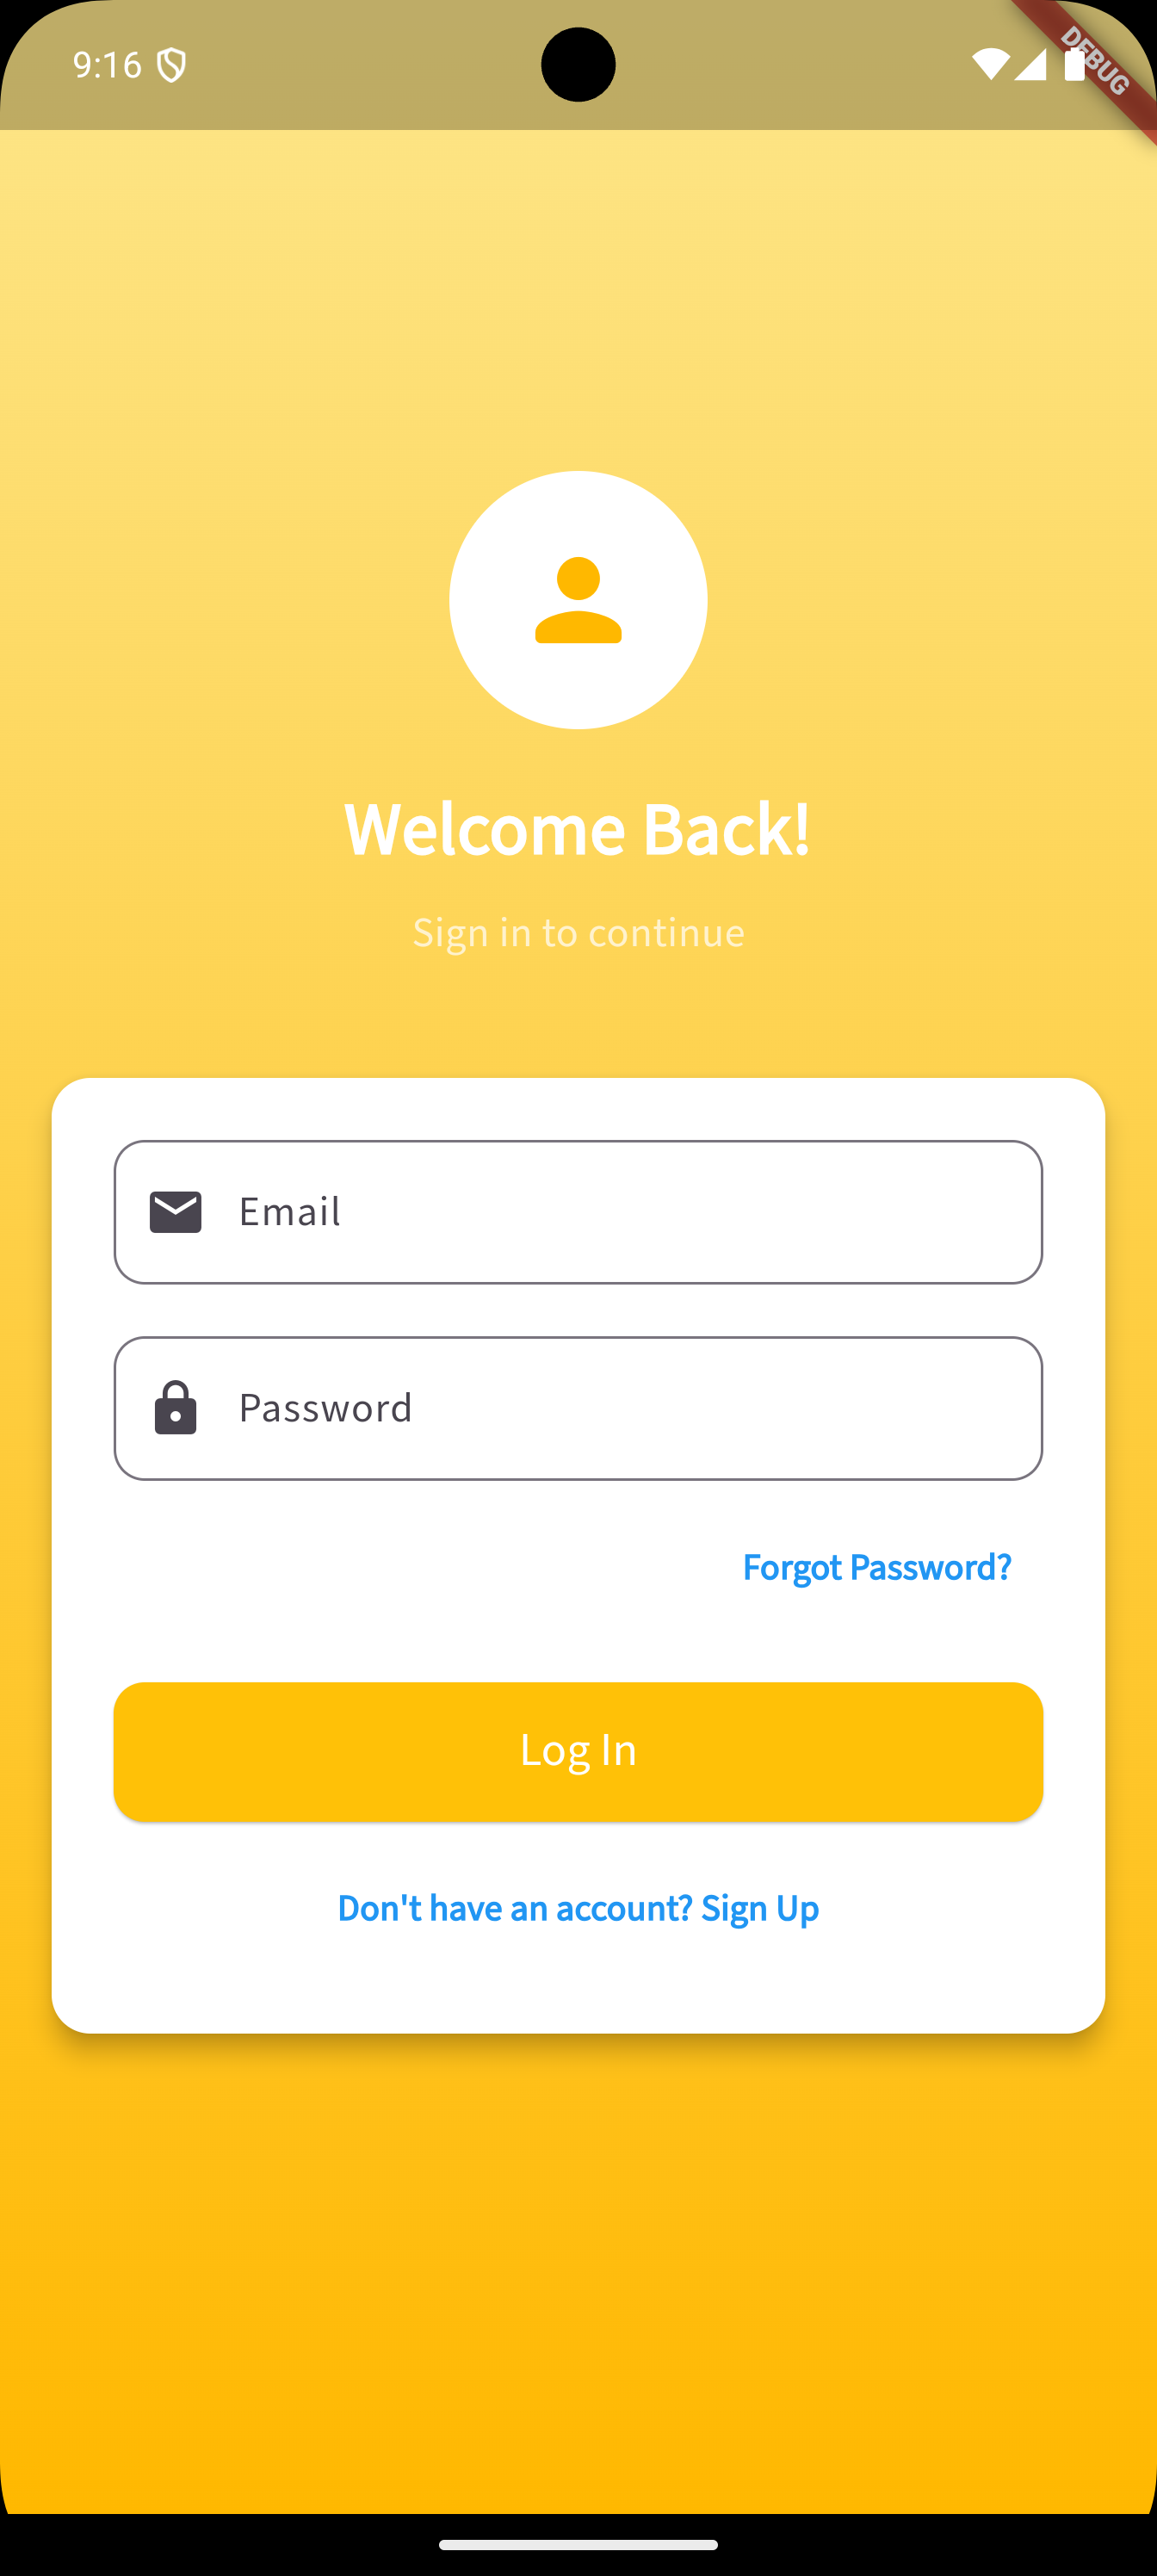 9:16
DEBUG
Welcome Back!
Sign in to continue
Email
Password
Forgot Password?
Log In
Don't have an account? Sign Up